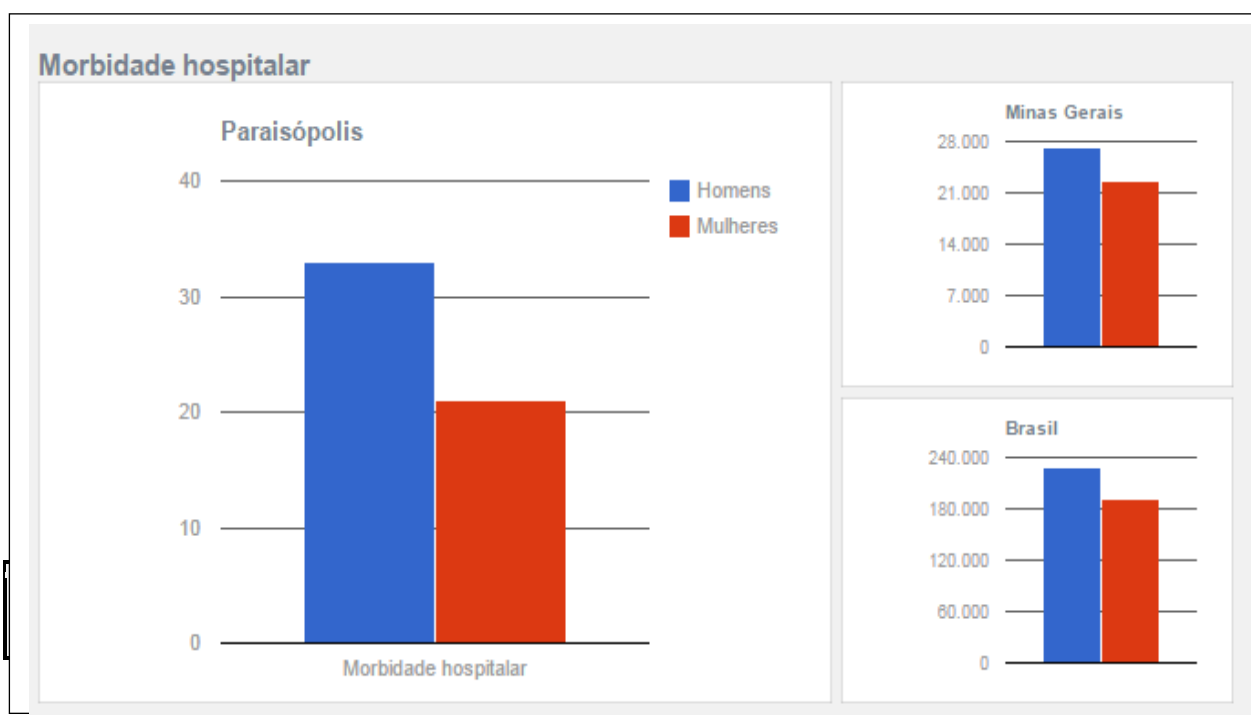 Morbidade hospitalar
Paraisópolis
40
30
20
10
0
Morbidade hospitalar
Homens
Mulheres
Minas Gerais
28.000
21.000
14.000
7.000
0
Brasil
240.000
180.000
120.000
60.000
0